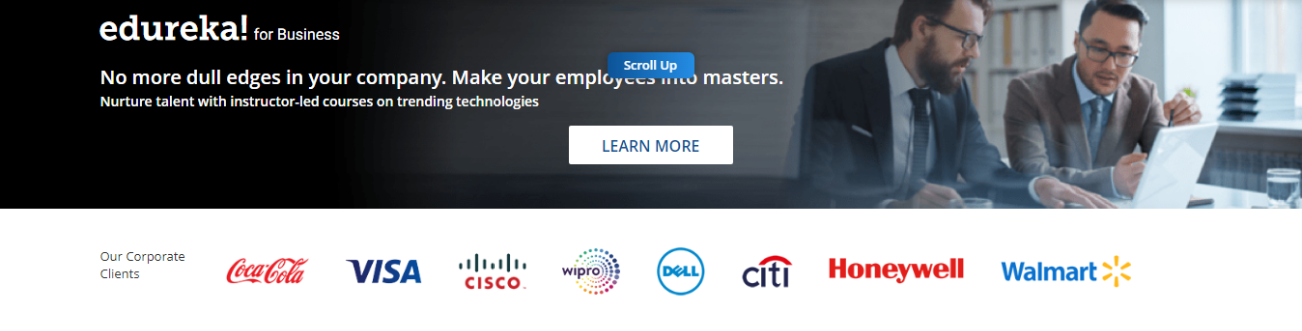 edureka! for Business
Scroll Up
No more dull edges in your company. Make your employees into masters.
Nurture talent with instructor-led courses on trending technologies
LEARN MORE
Our Corporate
Clients
Coca-Cola
VISA
CISCO
wipro
DELL
citi
Honeywell
Walmart